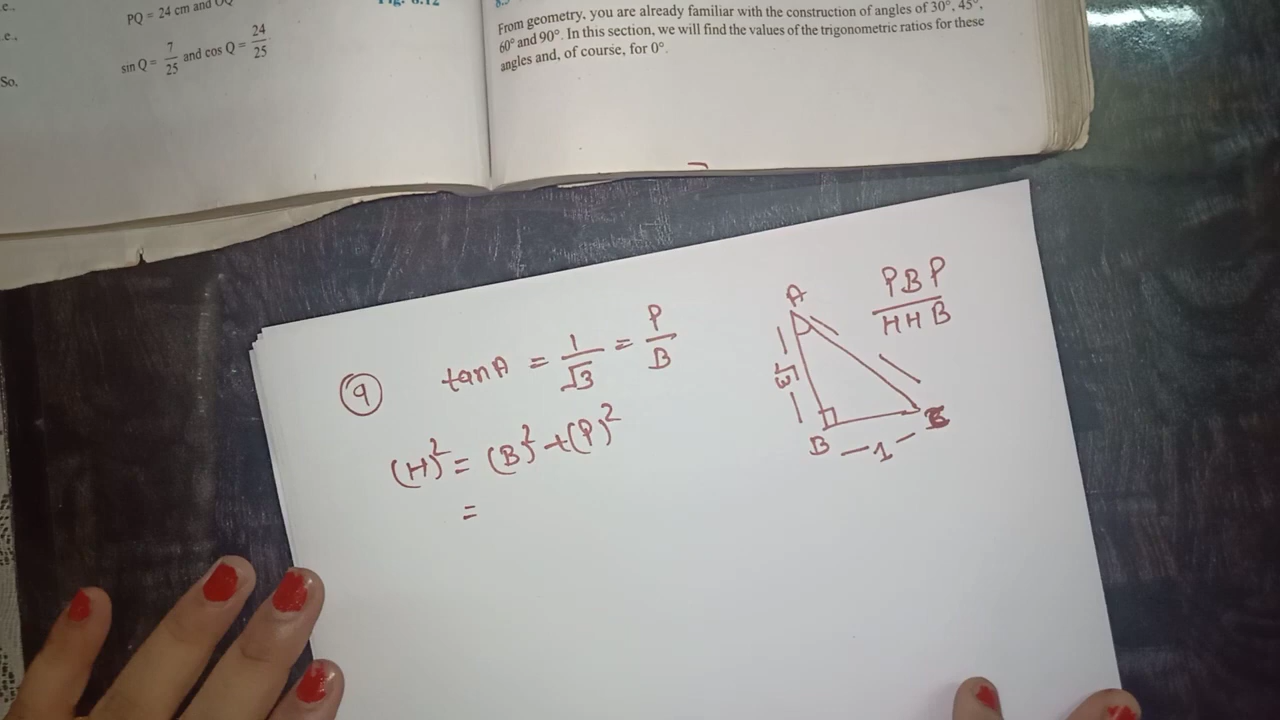 e.,
PQ = 24 cm and
e.,
sin Q = 7/25 and cos Q = 24/25
So,
From geometry, you are already familiar with the construction of angles of 30°, 45°,
60° and 90°. In this section, we will find the values of the trigonometric ratios for these
angles and, of course, for 0°.
9 tan A = 1/√3 = P/B
(H)² = (B)² + (P)²
=
A
√3
B
1
PBP
HHB